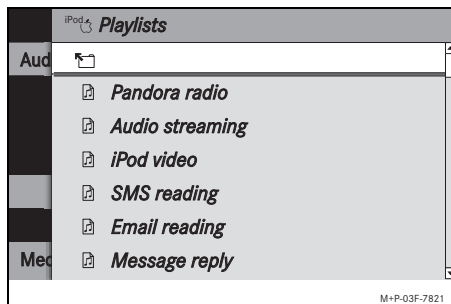 iPod Playlists
Aud
Pandora radio
Audio streaming
iPod video
SMS reading
Email reading
Med
Message reply
M+P-03F-7821